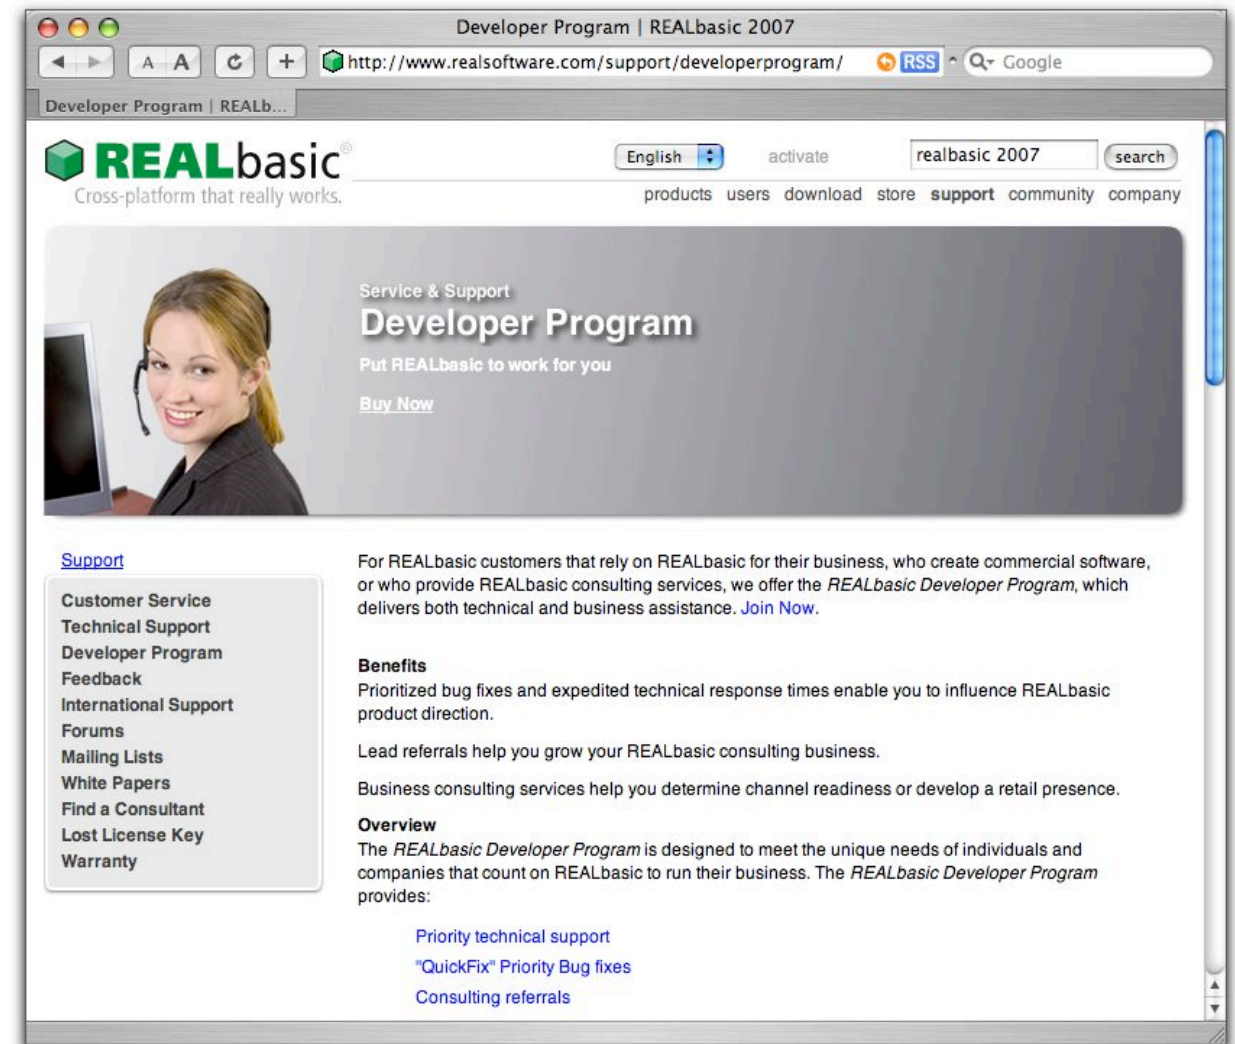 Developer Program | REALbasic 2007
A A
http://www.realsoftware.com/support/developerprogram/ RSS Google
Developer Program | REALb...
REALbasic®
Cross-platform that really works.
English activate realbasic 2007 search
products users download store support community company
Service & Support
Developer Program
Put REALbasic to work for you
Buy Now
Support
Customer Service
Technical Support
Developer Program
Feedback
International Support
Forums
Mailing Lists
White Papers
Find a Consultant
Lost License Key
Warranty
For REALbasic customers that rely on REALbasic for their business, who create commercial software,
or who provide REALbasic consulting services, we offer the REALbasic Developer Program, which
delivers both technical and business assistance. Join Now.
Benefits
Prioritized bug fixes and expedited technical response times enable you to influence REALbasic
product direction.
Lead referrals help you grow your REALbasic consulting business.
Business consulting services help you determine channel readiness or develop a retail presence.
Overview
The REALbasic Developer Program is designed to meet the unique needs of individuals and
companies that count on REALbasic to run their business. The REALbasic Developer Program
provides:
Priority technical support
"QuickFix" Priority Bug fixes
Consulting referrals